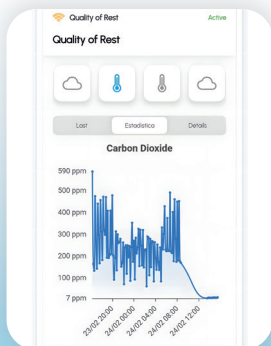 Quality of Rest
Active
Quality of Rest
Last
Estadistica
Details
Carbon Dioxide
590 ppm
500 ppm
400 ppm
300 ppm
200 ppm
100 ppm
7 ppm
23/02 20:00
24/02 00:00
24/02 04:00
24/02 08:00
24/02 12:00